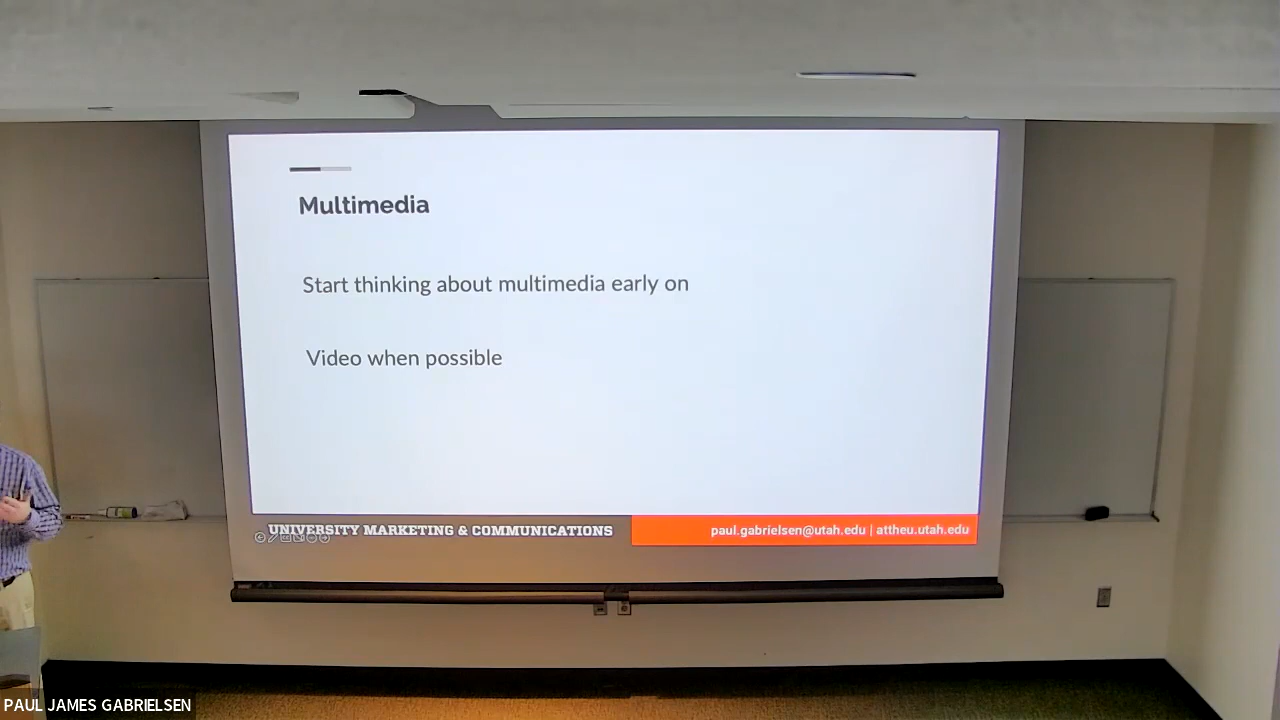 Multimedia
Start thinking about multimedia early on
Video when possible
UNIVERSITY MARKETING & COMMUNICATIONS
paul.gabrielsen@utah.edu | attheu.utah.edu
PAUL JAMES GABRIELSEN